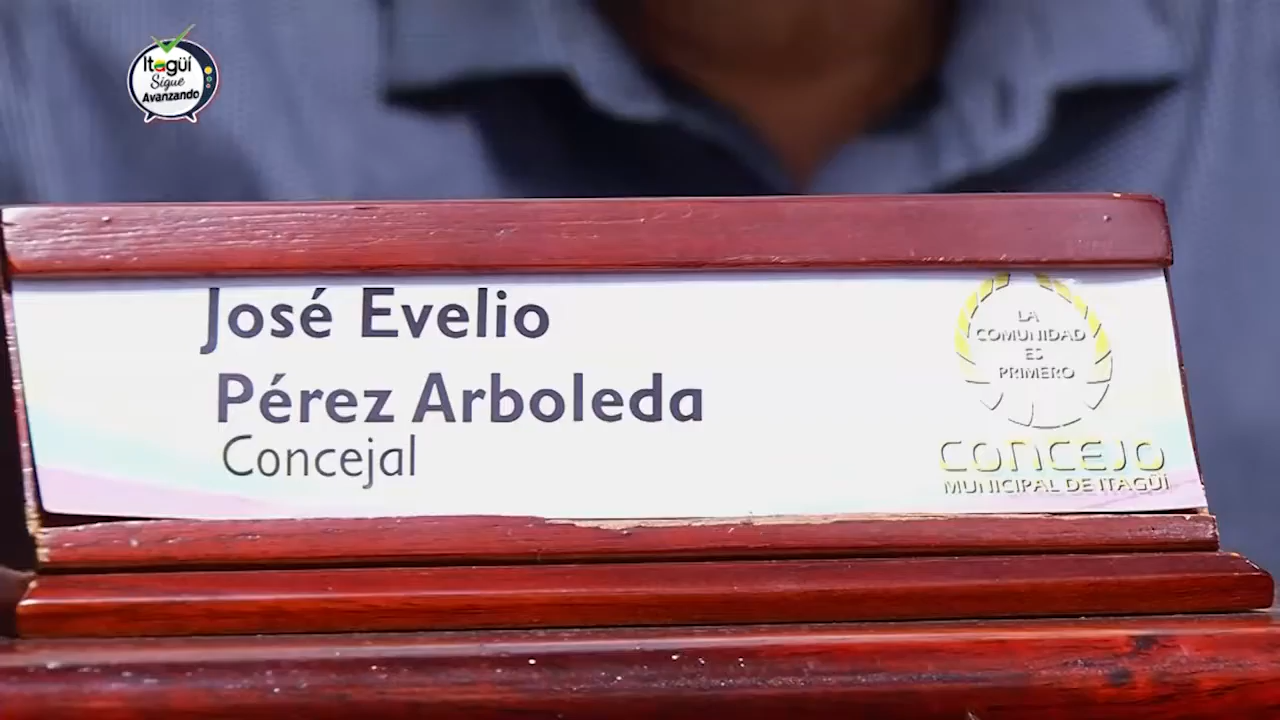 Itagüí
Sigue
Avanzando
José Evelio
Pérez Arboleda
Concejal
LA
COMUNIDAD
ES
PRIMERO
CONCEJO
MUNICIPAL DE ITAGÜÍ